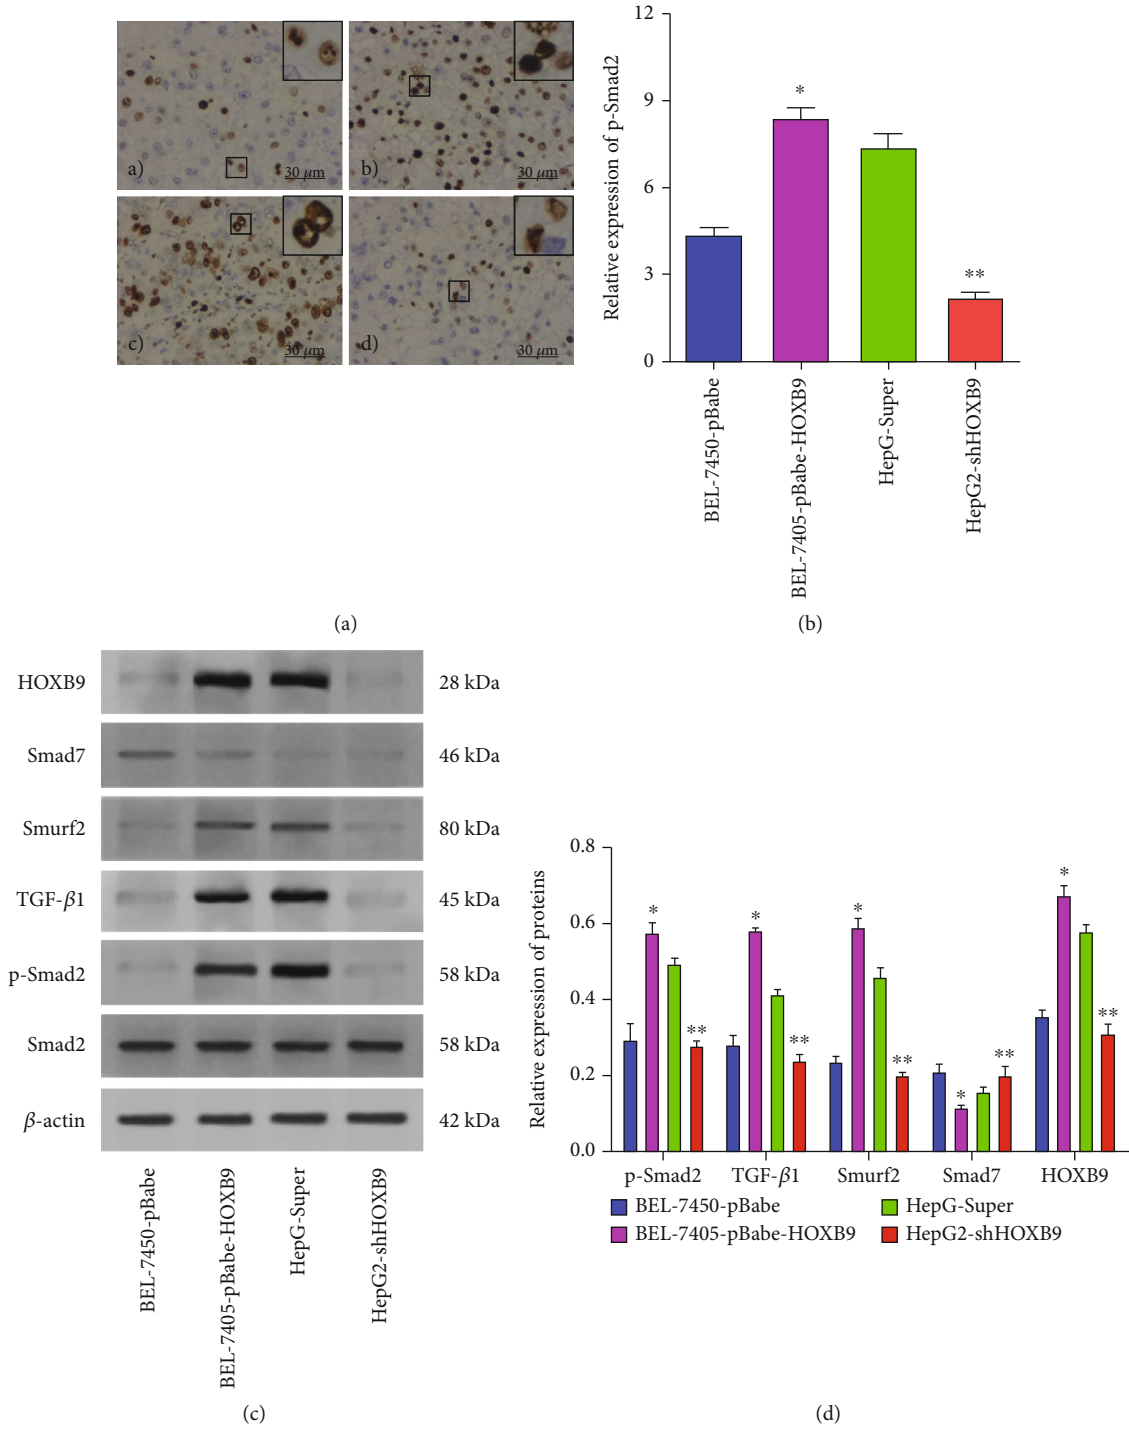 a)
30 μm
b)
30 μm
c)
30 μm
d)
30 μm
(a)
Relative expression of p-Smad2
12
9
6
3
0
*
**
BEL-7450-pBabe
BEL-7405-pBabe-HOXB9
HepG-Super
HepG2-shHOXB9
(b)
HOXB9 28 kDa
Smad7 46 kDa
Smurf2 80 kDa
TGF-β1 45 kDa
p-Smad2 58 kDa
Smad2 58 kDa
β-actin 42 kDa
BEL-7450-pBabe
BEL-7405-pBabe-HOXB9
HepG-Super
HepG2-shHOXB9
(c)
Relative expression of proteins
0.8
0.6
0.4
0.2
0.0
* ** * ** * ** * ** * **
p-Smad2 TGF-β1 Smurf2 Smad7 HOXB9
BEL-7450-pBabe HepG-Super
BEL-7405-pBabe-HOXB9 HepG2-shHOXB9
(d)